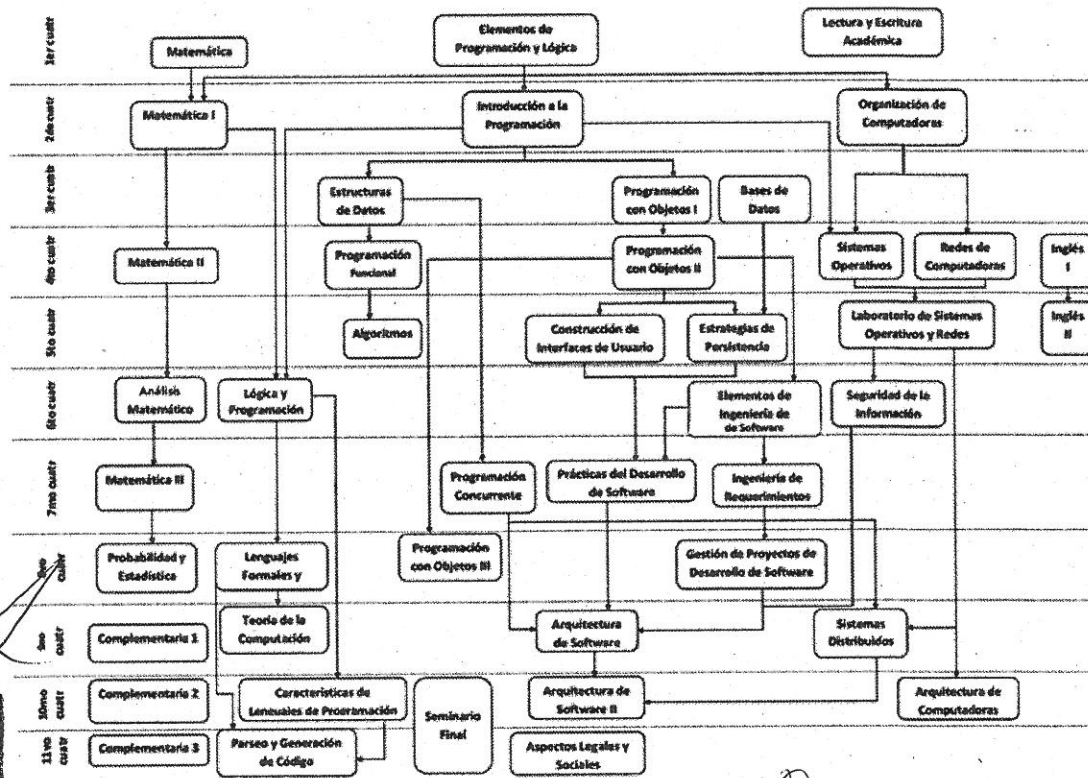 1er cuatr
Matemática
Elementos de
Programación y Lógica
Lectura y Escritura
Académica
2do cuatr
Matemática I
Introducción a la
Programación
Organización de
Computadoras
3er cuatr
Estructuras
de Datos
Programación
con Objetos I
Bases de
Datos
4to cuatr
Matemática II
Programación
Funcional
Programación
con Objetos II
Sistemas
Operativos
Redes de
Computadoras
Inglés
I
5to cuatr
Algoritmos
Construcción de
Interfaces de Usuario
Estrategias de
Persistencia
Laboratorio de Sistemas
Operativos y Redes
Inglés
II
6to cuatr
Análisis
Matemático
Lógica y
Programación
Elementos de
Ingeniería de
de Software
Seguridad de la
Información
7mo cuatr
Matemática III
Programación
Concurrente
Prácticas del Desarrollo
de Software
Ingeniería de
Requerimientos
cuatr
Probabilidad y
Estadística
Lenguajes
Formales y
Programación
con Objetos III
Gestión de Proyectos de
Desarrollo de Software
9no
cuatr
Complementaria 1
Teoría de la
Computación
Arquitectura
de Software
Sistemas
Distribuidos
10mo
cuatr
Complementaria 2
Características de
Lenguajes de Programación
Seminario
Final
Arquitectura de
Software II
Arquitectura de
Computadoras
11vo
cuatr
Complementaria 3
Parseo y Generación
de Código
Aspectos Legales y
Sociales